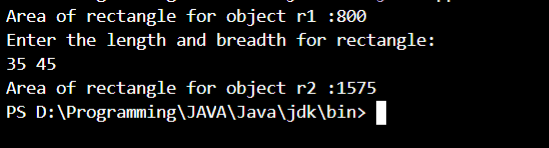 Area of rectangle for object r1 :800
Enter the length and breadth for rectangle:
35 45
Area of rectangle for object r2 :1575
PS D:\Programming\JAVA\Java\jdk\bin>